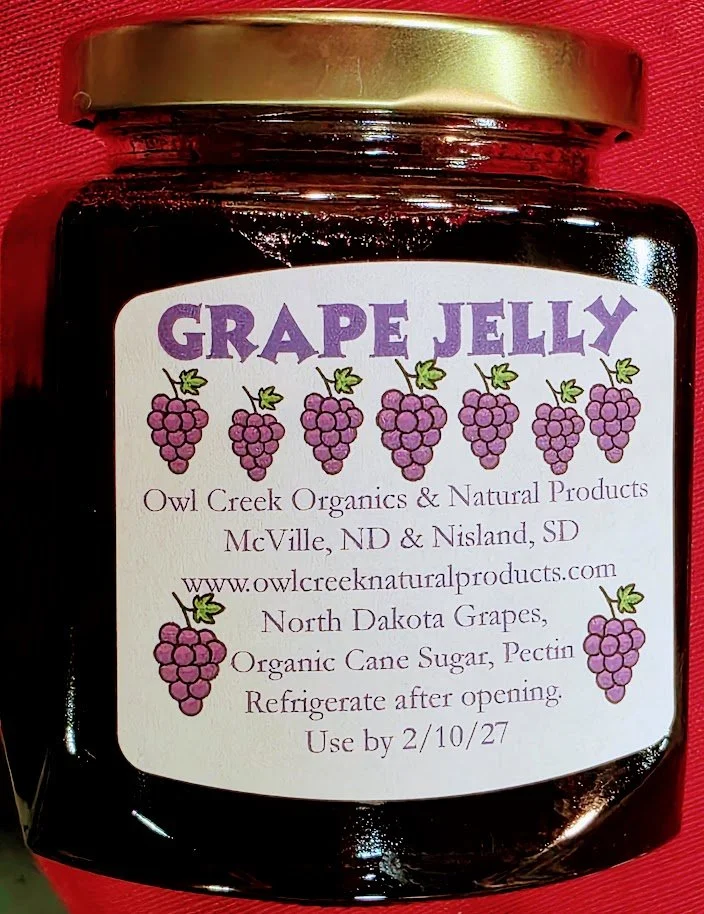 GRAPE JELLY
Owl Creek Organics & Natural Products
McVille, ND & Nisland, SD
www.owlcreeknaturalproducts.com
North Dakota Grapes,
Organic Cane Sugar, Pectin
Refrigerate after opening.
Use by 2/10/27